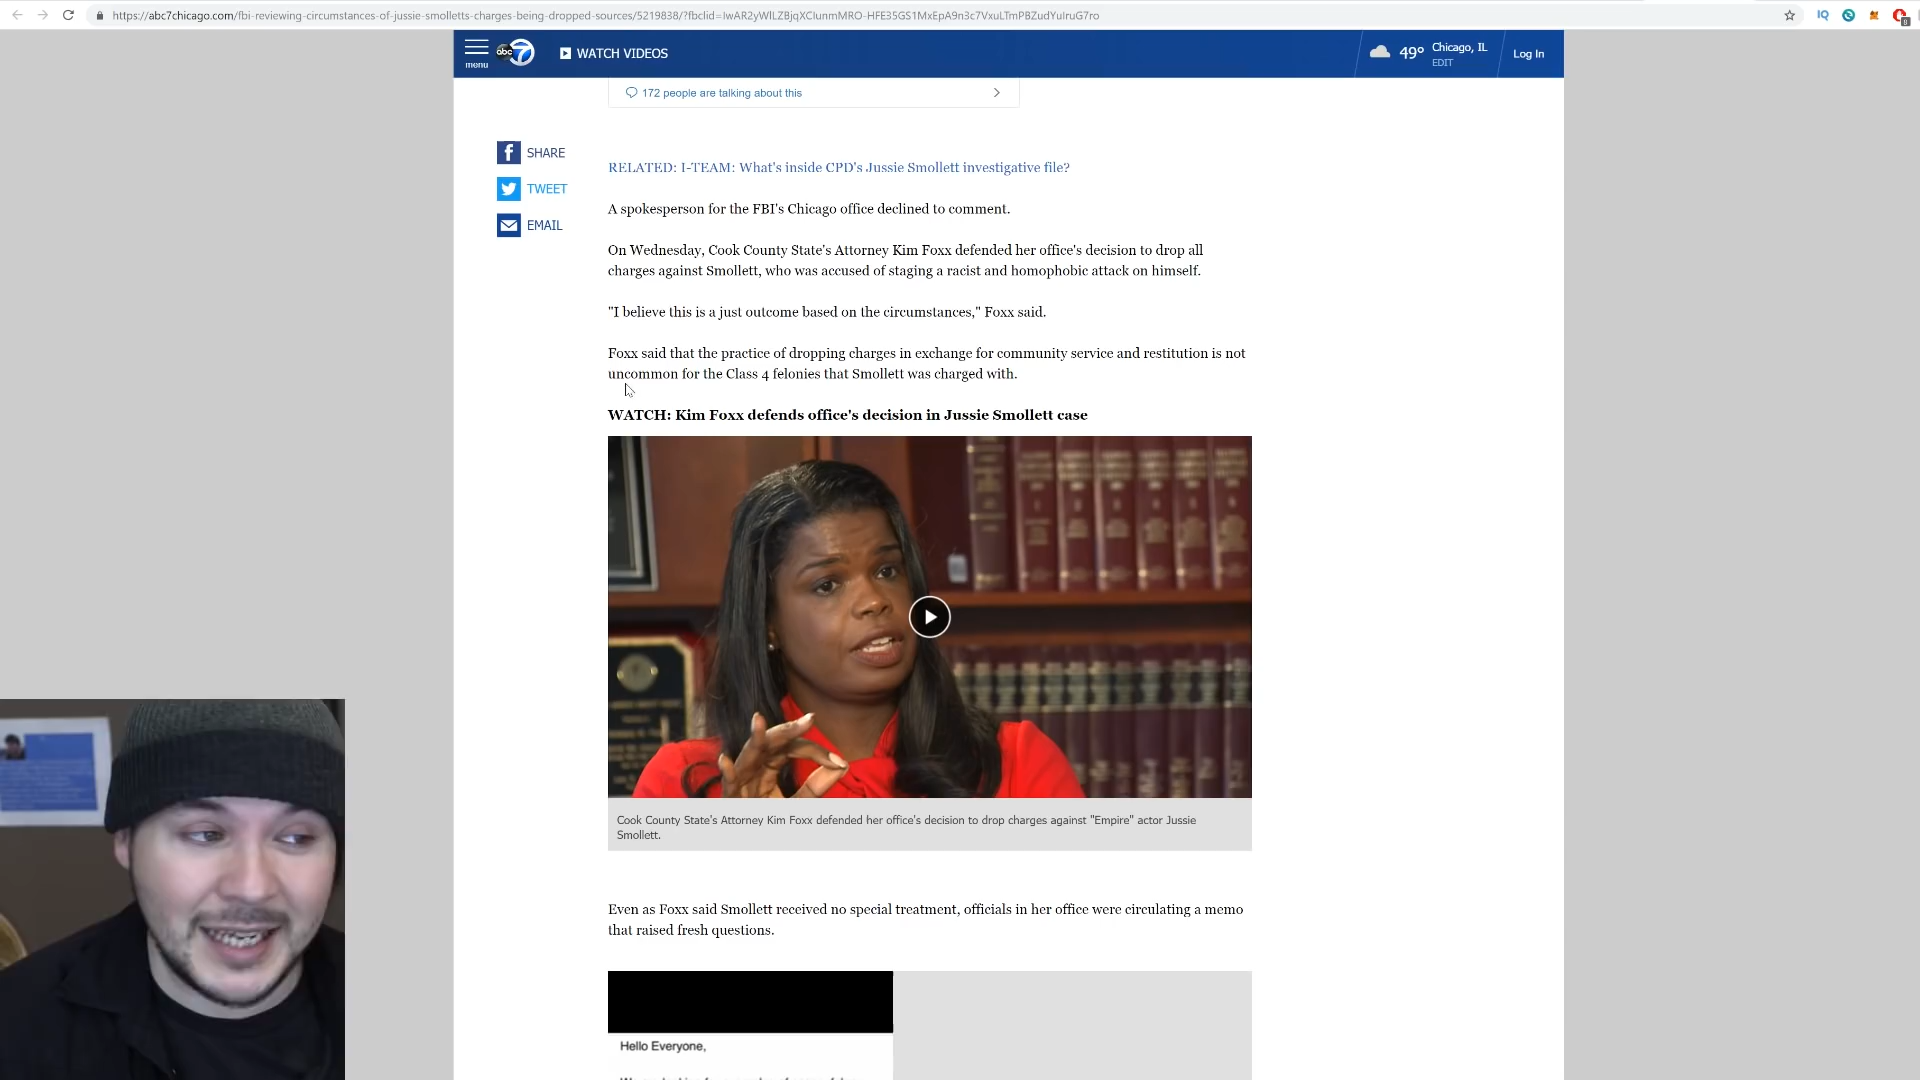 https://abc7chicago.com/fbi-reviewing-circumstances-of-jussie-smolletts-charges-being-dropped-sources/5219838/?fbclid=IwAR2yWILZBjqXCIunmMRO-HFE35GS1MxEpA9n3c7VxuLTmPBZudYuIruG7ro
menu
abc 7
WATCH VIDEOS
49° Chicago, IL
EDIT
Log In
172 people are talking about this
SHARE
TWEET
EMAIL
RELATED: I-TEAM: What's inside CPD's Jussie Smollett investigative file?
A spokesperson for the FBI's Chicago office declined to comment.
On Wednesday, Cook County State's Attorney Kim Foxx defended her office's decision to drop all
charges against Smollett, who was accused of staging a racist and homophobic attack on himself.
"I believe this is a just outcome based on the circumstances," Foxx said.
Foxx said that the practice of dropping charges in exchange for community service and restitution is not
uncommon for the Class 4 felonies that Smollett was charged with.
WATCH: Kim Foxx defends office's decision in Jussie Smollett case
Cook County State's Attorney Kim Foxx defended her office's decision to drop charges against "Empire" actor Jussie
Smollett.
Even as Foxx said Smollett received no special treatment, officials in her office were circulating a memo
that raised fresh questions.
Hello Everyone,